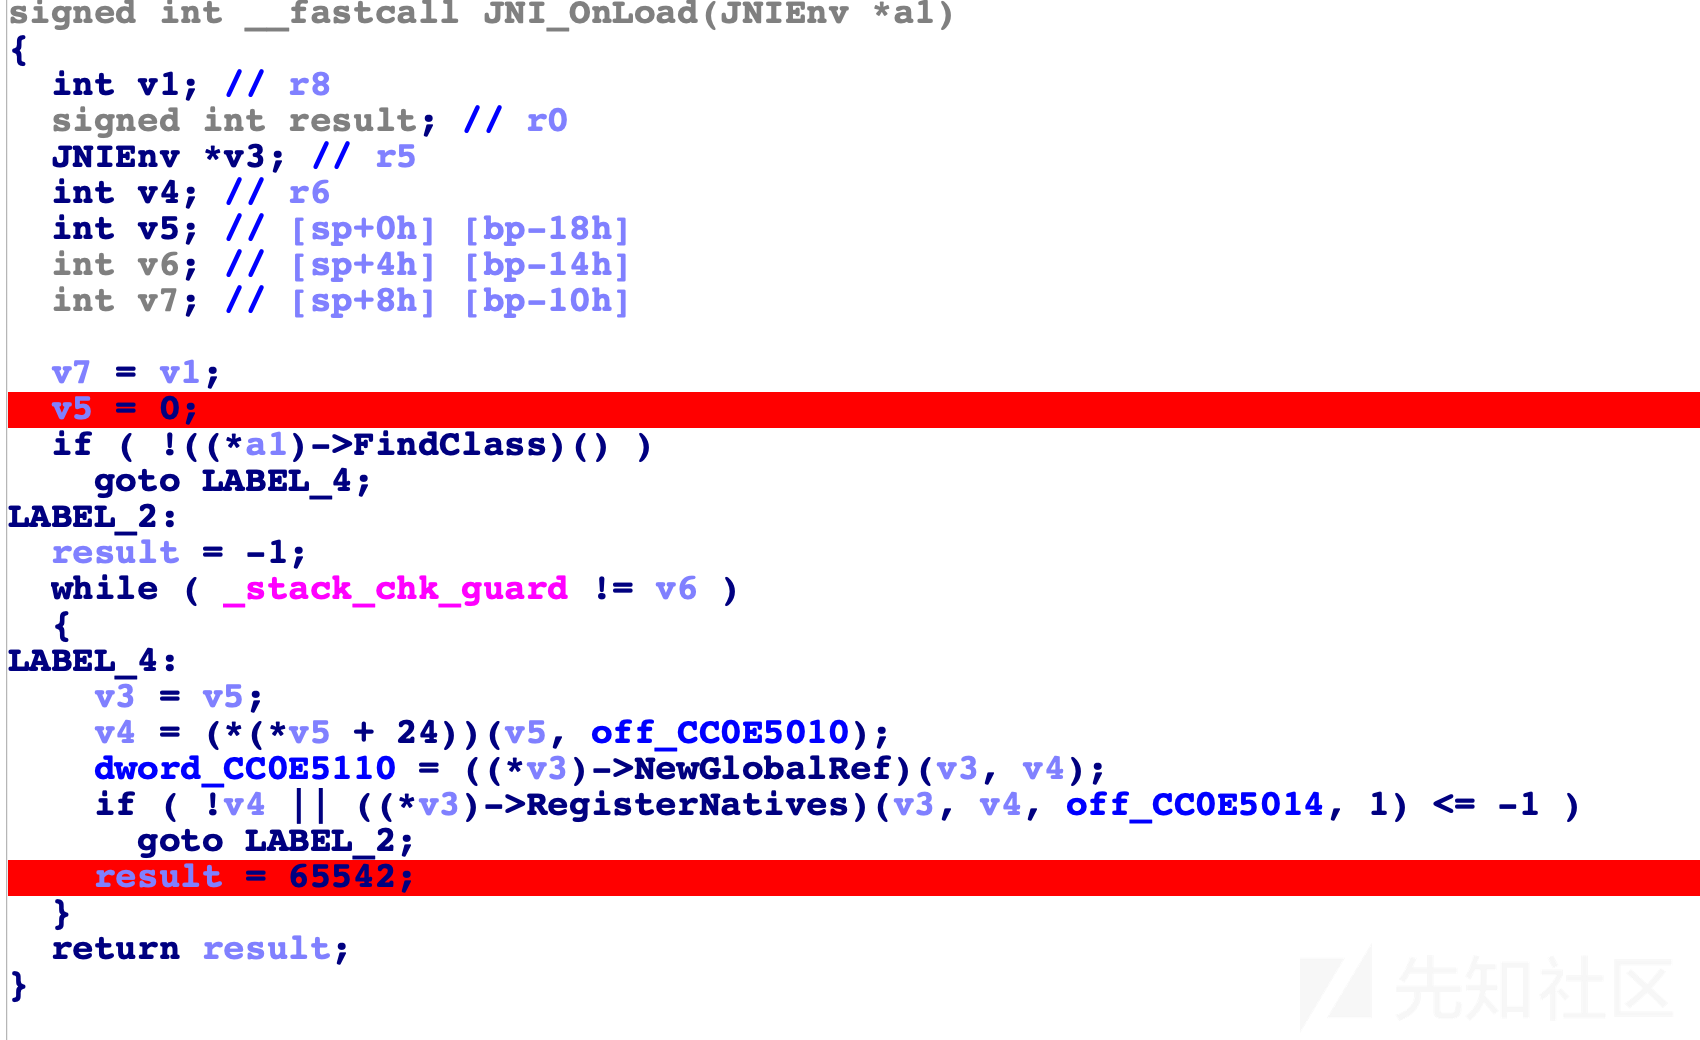 signed int __fastcall JNI_OnLoad(JNIEnv *a1)
{
  int v1; // r8
  signed int result; // r0
  JNIEnv *v3; // r5
  int v4; // r6
  int v5; // [sp+0h] [bp-18h]
  int v6; // [sp+4h] [bp-14h]
  int v7; // [sp+8h] [bp-10h]

  v7 = v1;
  v5 = 0;
  if ( !((*a1)->FindClass)() )
    goto LABEL_4;
LABEL_2:
  result = -1;
  while ( _stack_chk_guard != v6 )
  {
LABEL_4:
    v3 = v5;
    v4 = (*(*v5 + 24))(v5, off_CC0E5010);
    dword_CC0E5110 = ((*v3)->NewGlobalRef)(v3, v4);
    if ( !v4 || ((*v3)->RegisterNatives)(v3, v4, off_CC0E5014, 1) <= -1 )
      goto LABEL_2;
    result = 65542;
  }
  return result;
}
先知社区